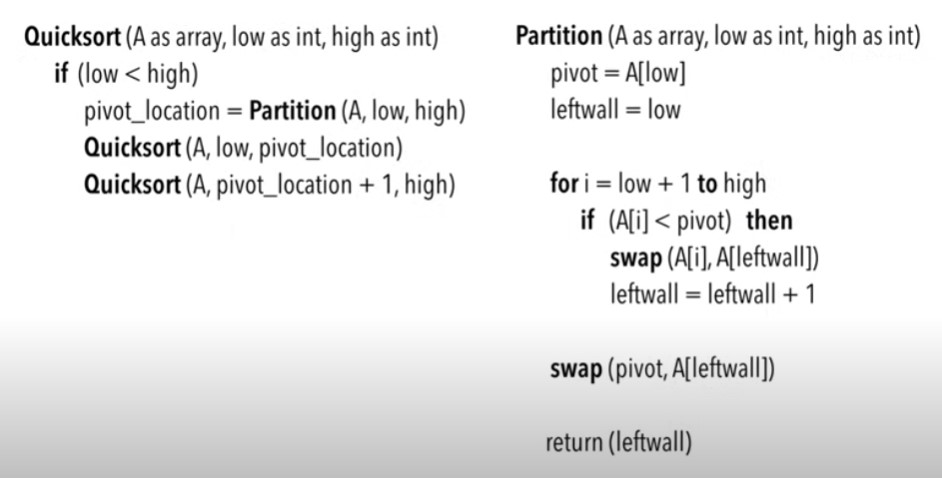 Quicksort (A as array, low as int, high as int)
if (low < high)
pivot_location = Partition (A, low, high)
Quicksort (A, low, pivot_location)
Quicksort (A, pivot_location + 1, high)
Partition (A as array, low as int, high as int)
pivot = A[low]
leftwall = low
for i = low + 1 to high
if (A[i] < pivot) then
swap (A[i], A[leftwall])
leftwall = leftwall + 1
swap (pivot, A[leftwall])
return (leftwall)